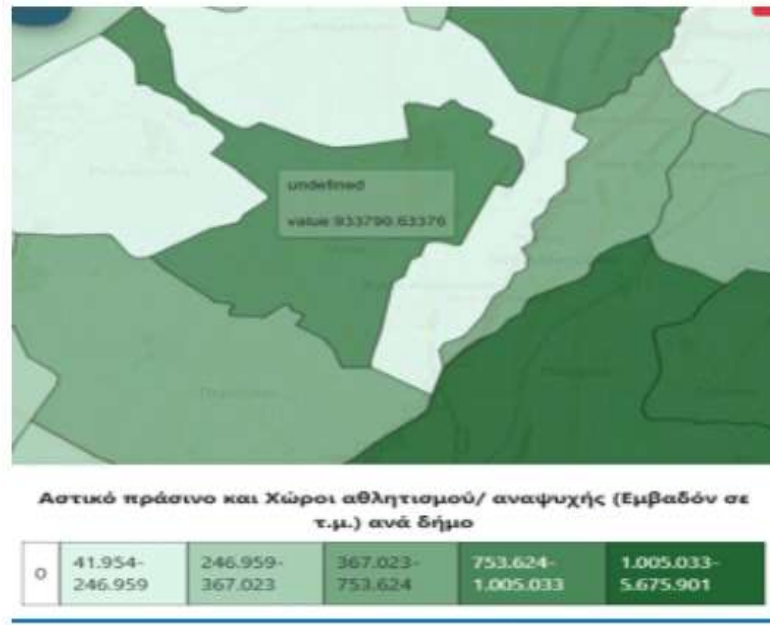 undefined
value:933790.63376
Αστικό πράσινο και Χώροι αθλητισμού/ αναψυχής (Εμβαδόν σε
τ.μ.) ανά δήμο
0
41.954-
246.959
246.959-
367.023
367.023-
753.624
753.624-
1.005.033
1.005.033-
5.675.901